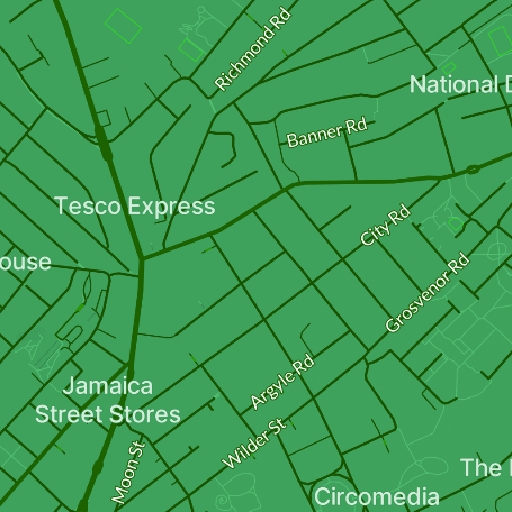 Richmond Rd
National
Banner Rd
Tesco Express
City Rd
ouse
Grosvenor Rd
Jamaica
Street Stores
Argyle Rd
Wilder St
Moon St
The
Circomedia